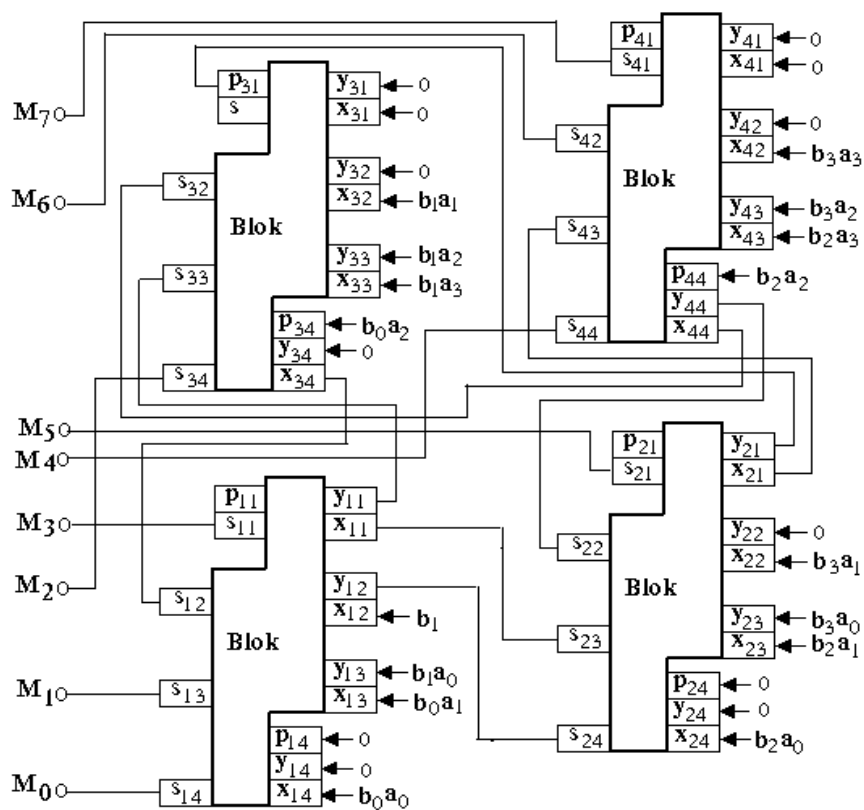 M₇
M₆
M₅
M₄
M₃
M₂
M₁
M₀
p₃₁
s
s₃₂
s₃₃
s₃₄
Blok
y₃₁ 0
x₃₁ 0
y₃₂ 0
x₃₂ b₁a₁
y₃₃ b₁a₂
x₃₃ b₁a₃
p₃₄ b₀a₂
y₃₄ 0
x₃₄
p₄₁
s₄₁
s₄₂
s₄₃
s₄₄
Blok
y₄₁ 0
x₄₁ 0
y₄₂ 0
x₄₂ b₃a₃
y₄₃ b₃a₂
x₄₃ b₂a₃
p₄₄ b₂a₂
y₄₄
x₄₄
p₁₁
s₁₁
s₁₂
s₁₃
s₁₄
Blok
y₁₁
x₁₁
y₁₂
x₁₂ b₁
y₁₃ b₁a₀
x₁₃ b₀a₁
p₁₄ 0
y₁₄ 0
x₁₄ b₀a₀
p₂₁
s₂₁
s₂₂
s₂₃
s₂₄
Blok
y₂₁
x₂₁
y₂₂ 0
x₂₂ b₃a₁
y₂₃ b₃a₀
x₂₃ b₂a₁
p₂₄ 0
y₂₄ 0
x₂₄ b₂a₀